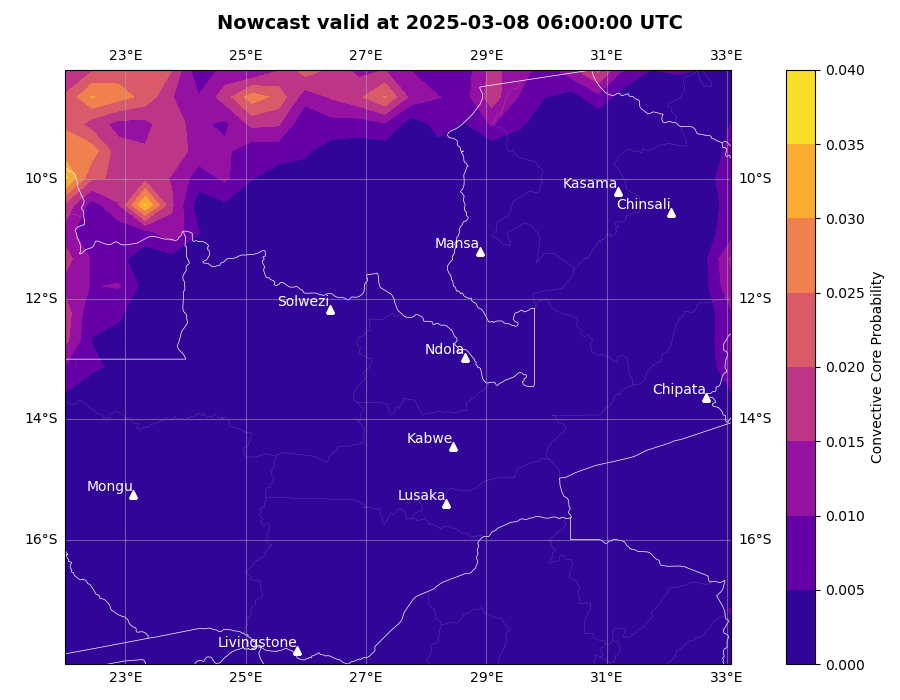 Nowcast valid at 2025-03-08 06:00:00 UTC
23°E 25°E 27°E 29°E 31°E 33°E
0.040
0.035
10°S Kasama 10°S
Chinsali
0.030
Mansa
0.025
12°S Solwezi 12°S
Ndola
0.020
Chipata
14°S 14°S
Kabwe
0.015
Mongu
Lusaka
0.010
16°S 16°S
0.005
Livingstone
0.000
23°E 25°E 27°E 29°E 31°E 33°E
Convective Core Probability